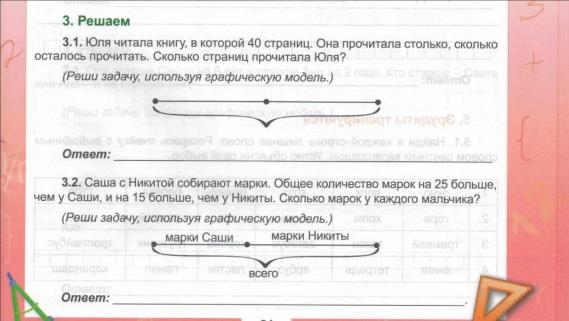 3. Решаем
3.1. Юля читала книгу, в которой 40 страниц. Она прочитала столько, сколько
осталось прочитать. Сколько страниц прочитала Юля?
(Реши задачу, используя графическую модель.)
Ответ:
3.2. Саша с Никитой собирают марки. Общее количество марок на 25 больше,
чем у Саши, и на 15 больше, чем у Никиты. Сколько марок у каждого мальчика?
(Реши задачу, используя графическую модель.)
марки Саши марки Никиты
всего
Ответ: